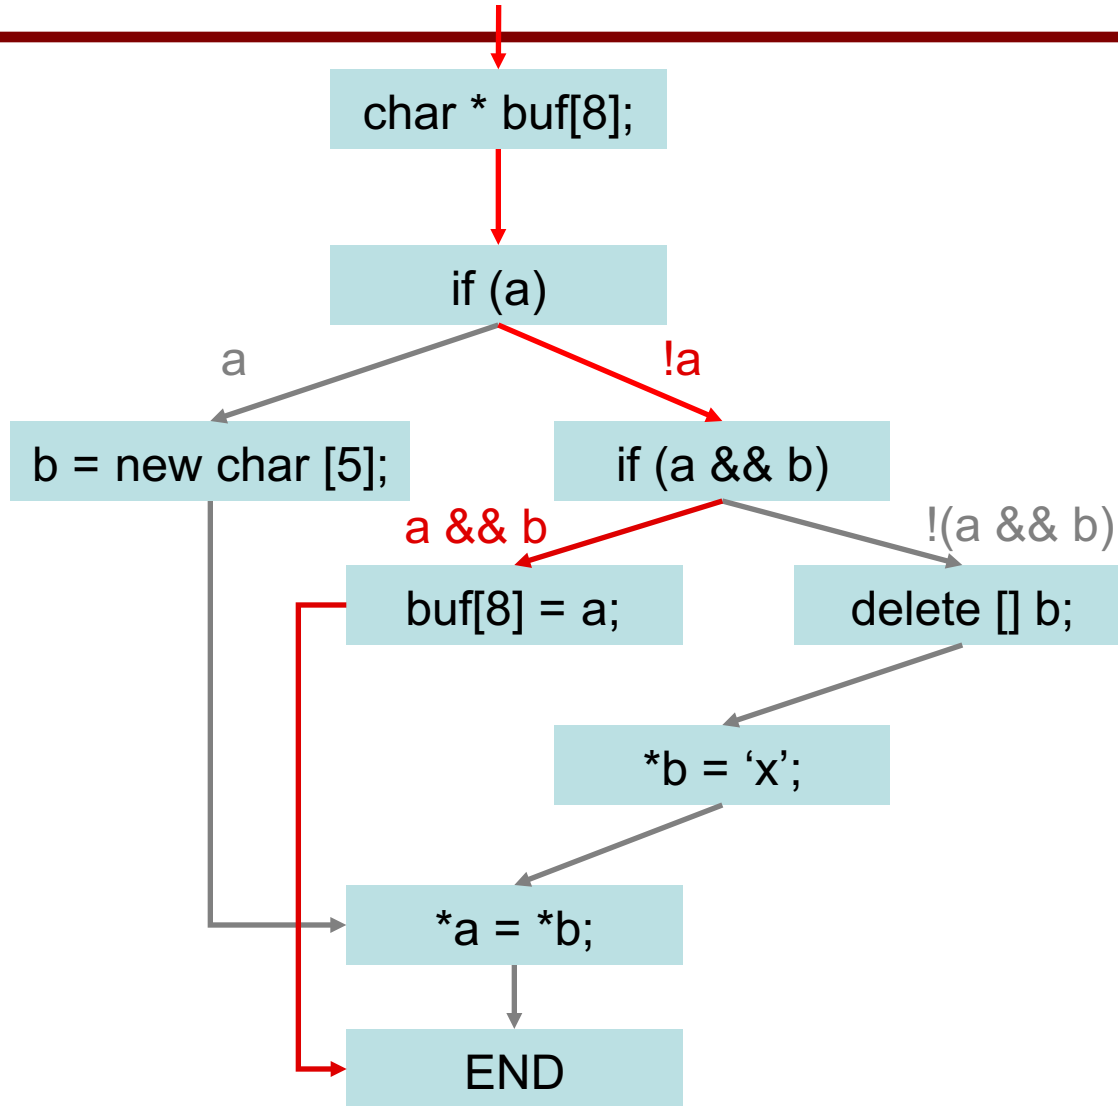 char * buf[8];
if (a)
a
!a
b = new char [5];
if (a && b)
a && b
!(a && b)
buf[8] = a;
delete [] b;
*b = ‘x’;
*a = *b;
END